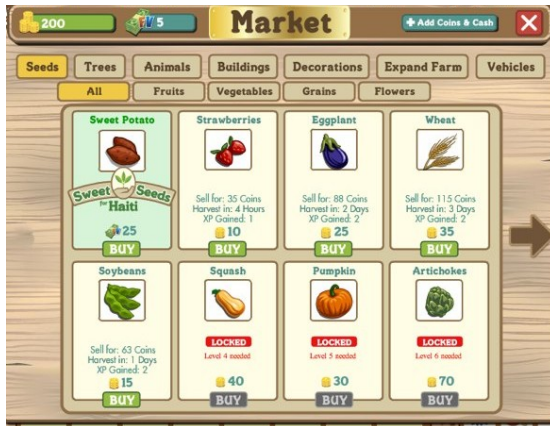 200
FV 5
Market
+ Add Coins & Cash
Seeds
Trees
Animals
Buildings
Decorations
Expand Farm
Vehicles
All
Fruits
Vegetables
Grains
Flowers
Sweet Potato
Sweet Seeds
for Haiti
25
BUY
Strawberries
Sell for: 35 Coins
Harvest in: 4 Hours
XP Gained: 1
10
BUY
Eggplant
Sell for: 88 Coins
Harvest in: 2 Days
XP Gained: 2
25
BUY
Wheat
Sell for: 115 Coins
Harvest in: 3 Days
XP Gained: 2
35
BUY
Soybeans
Sell for: 63 Coins
Harvest in: 1 Days
XP Gained: 2
15
BUY
Squash
LOCKED
Level 4 needed
40
BUY
Pumpkin
LOCKED
Level 5 needed
30
BUY
Artichokes
LOCKED
Level 6 needed
70
BUY